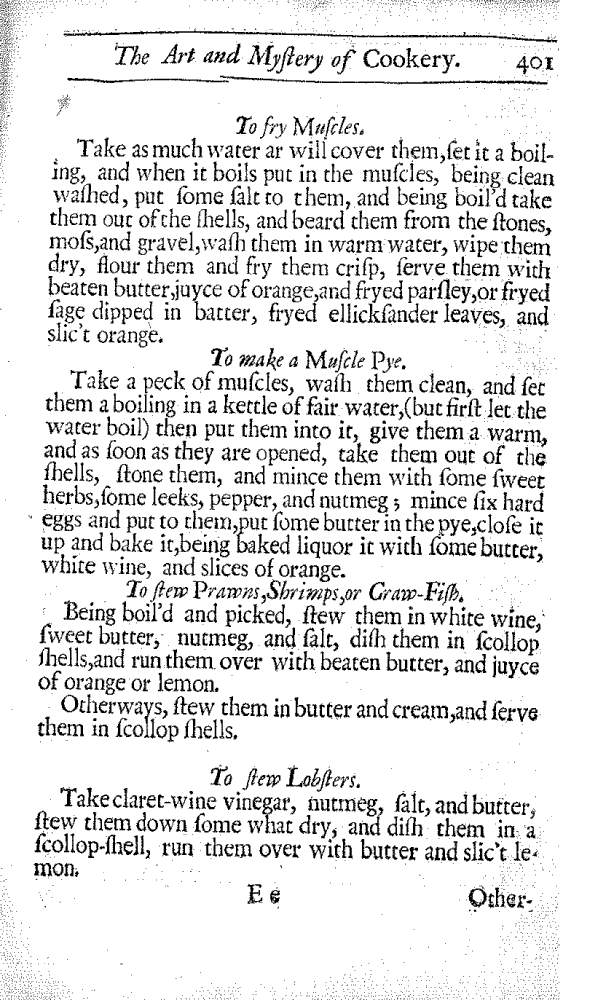 The Art and Myſtery of Cookery. 401
To fry Muſcles.
Take as much water ar will cover them,ſet it a boil-
ing, and when it boils put in the muſcles, being clean
waſhed, put ſome ſalt to them, and being boil'd take
them out of the ſhells, and beard them from the ſtones,
moſs,and gravel,waſh them in warm water, wipe them
dry, flour them and fry them criſp, ſerve them with
beaten butter,juyce of orange,and fryed parſley,or fryed
ſage dipped in batter, fryed ellickſander leaves, and
slic't orange.
To make a Muſcle Pye.
Take a peck of muſcles, waſh them clean, and ſet
them a boiling in a kettle of fair water,(but firſt let the
water boil) then put them into it, give them a warm,
and as ſoon as they are opened, take them out of the
ſhells, ſtone them, and mince them with ſome ſweet
herbs,ſome leeks, pepper, and nutmeg; mince ſix hard
eggs and put to them,put ſome butter in the pye,cloſe it
up and bake it,being baked liquor it with ſome butter,
white wine, and slices of orange.
To ſtew Prawns,Shrimps,or Graw-Fiſh.
Being boil'd and picked, ſtew them in white wine,
ſweet butter, nutmeg, and ſalt, diſh them in ſcollop
ſhells,and run them over with beaten butter, and juyce
of orange or lemon.
Otherways, ſtew them in butter and cream,and ſerve
them in ſcollop ſhells.
To ſtew Lobſters.
Take claret-wine vinegar, nutmeg, ſalt, and butter,
ſtew them down ſome what dry, and diſh them in a
ſcollop-ſhell, run them over with butter and slic't le-
mon.
E e Other-